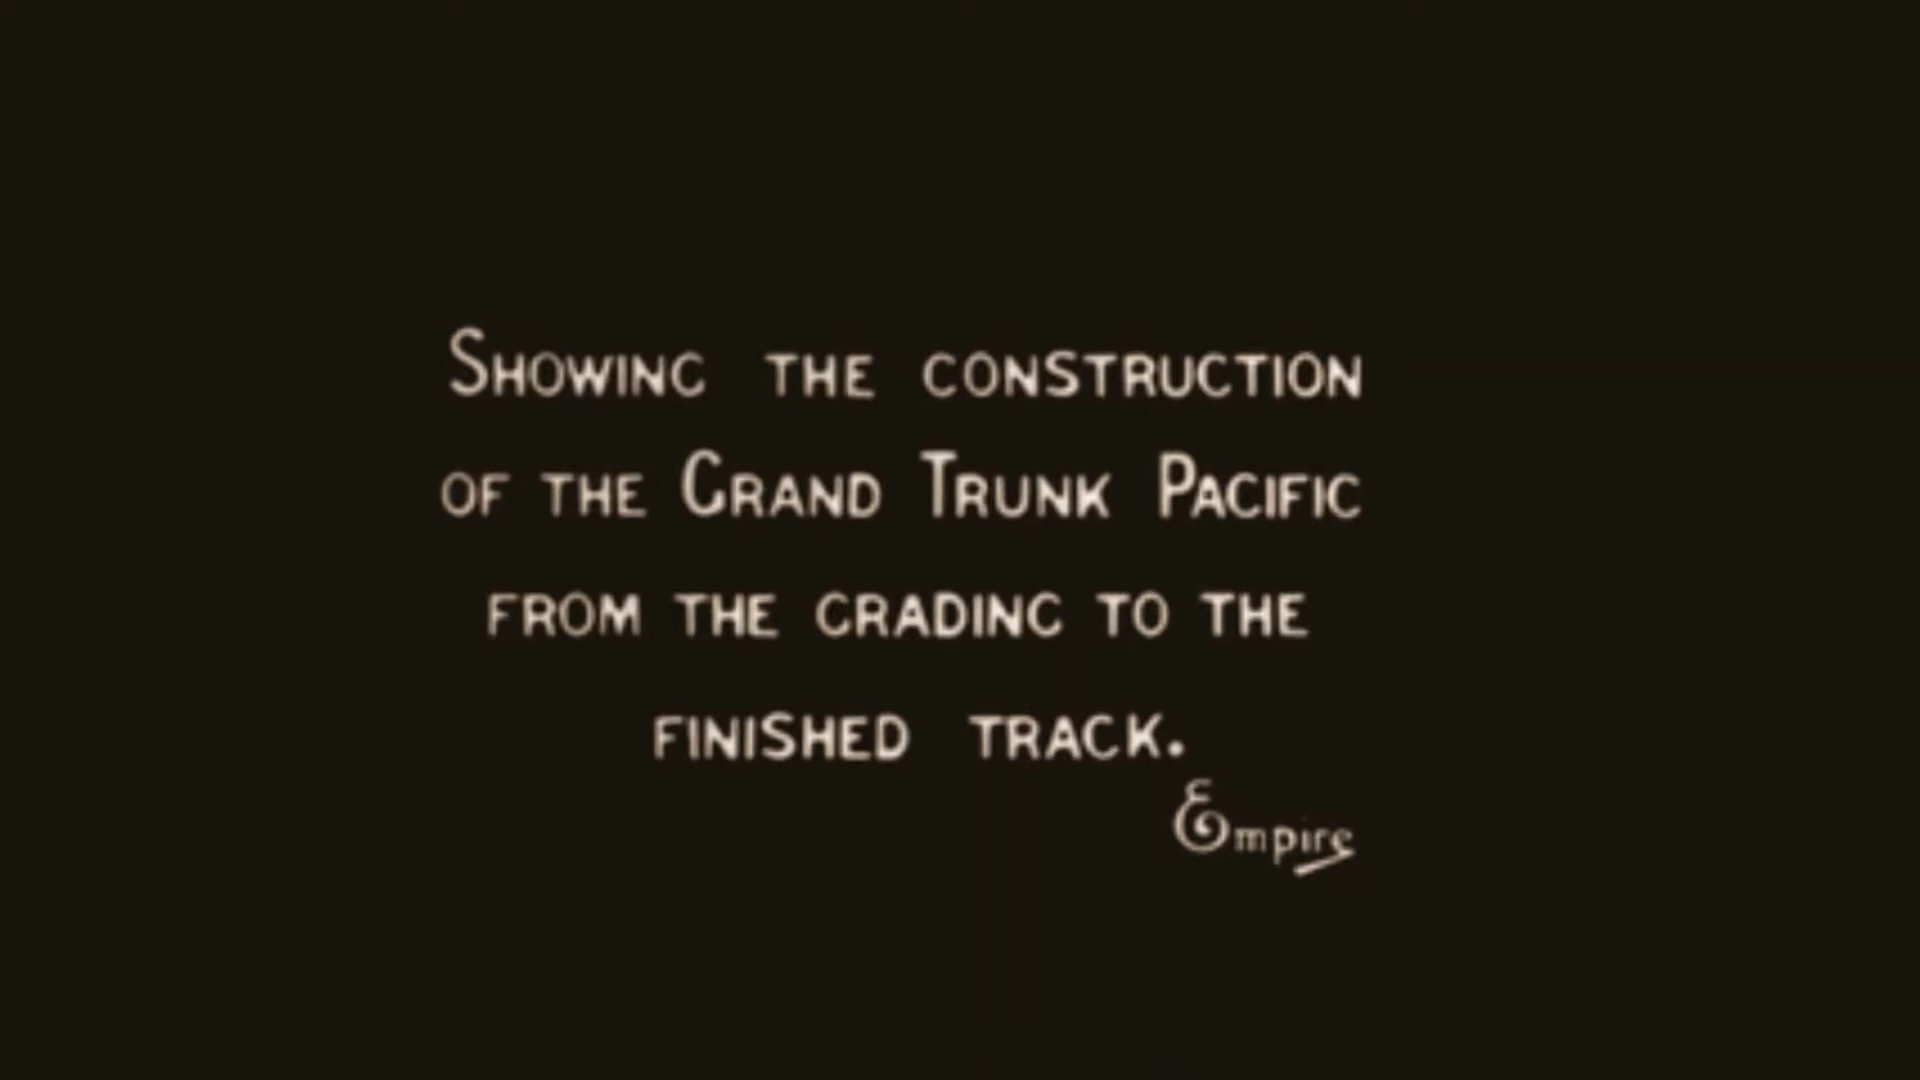 Showing the construction
of the Grand Trunk Pacific
from the grading to the
finished track.
Empire